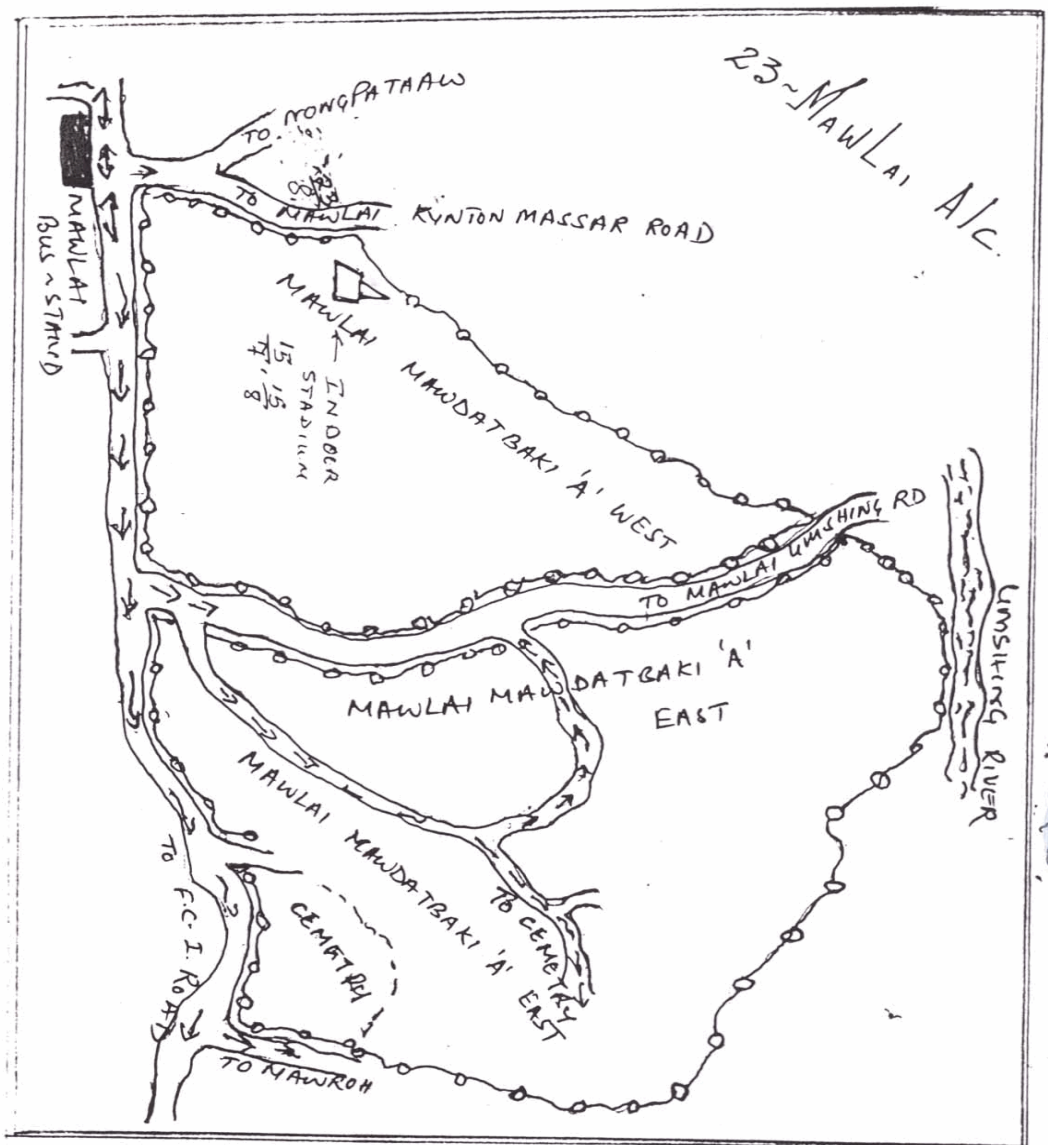 23~MAWLAI A/C.
TO NONGPATAAW
TO MAWLAI KYNTON MASSAR ROAD
MAWLAI
BUS~STAND
MAWLAI MAWDATBAKI 'A' WEST
INDOOR
STADIUM
TO MAWLAI UMSHING RD
UMSHING RIVER
MAWLAI MAWDATBAKI 'A'
EAST
MAWLAI MAWDATBAKI 'A' EAST
TO CEMETRY
CEMETRY
TO F.C.I. ROAD
TO MAWROH